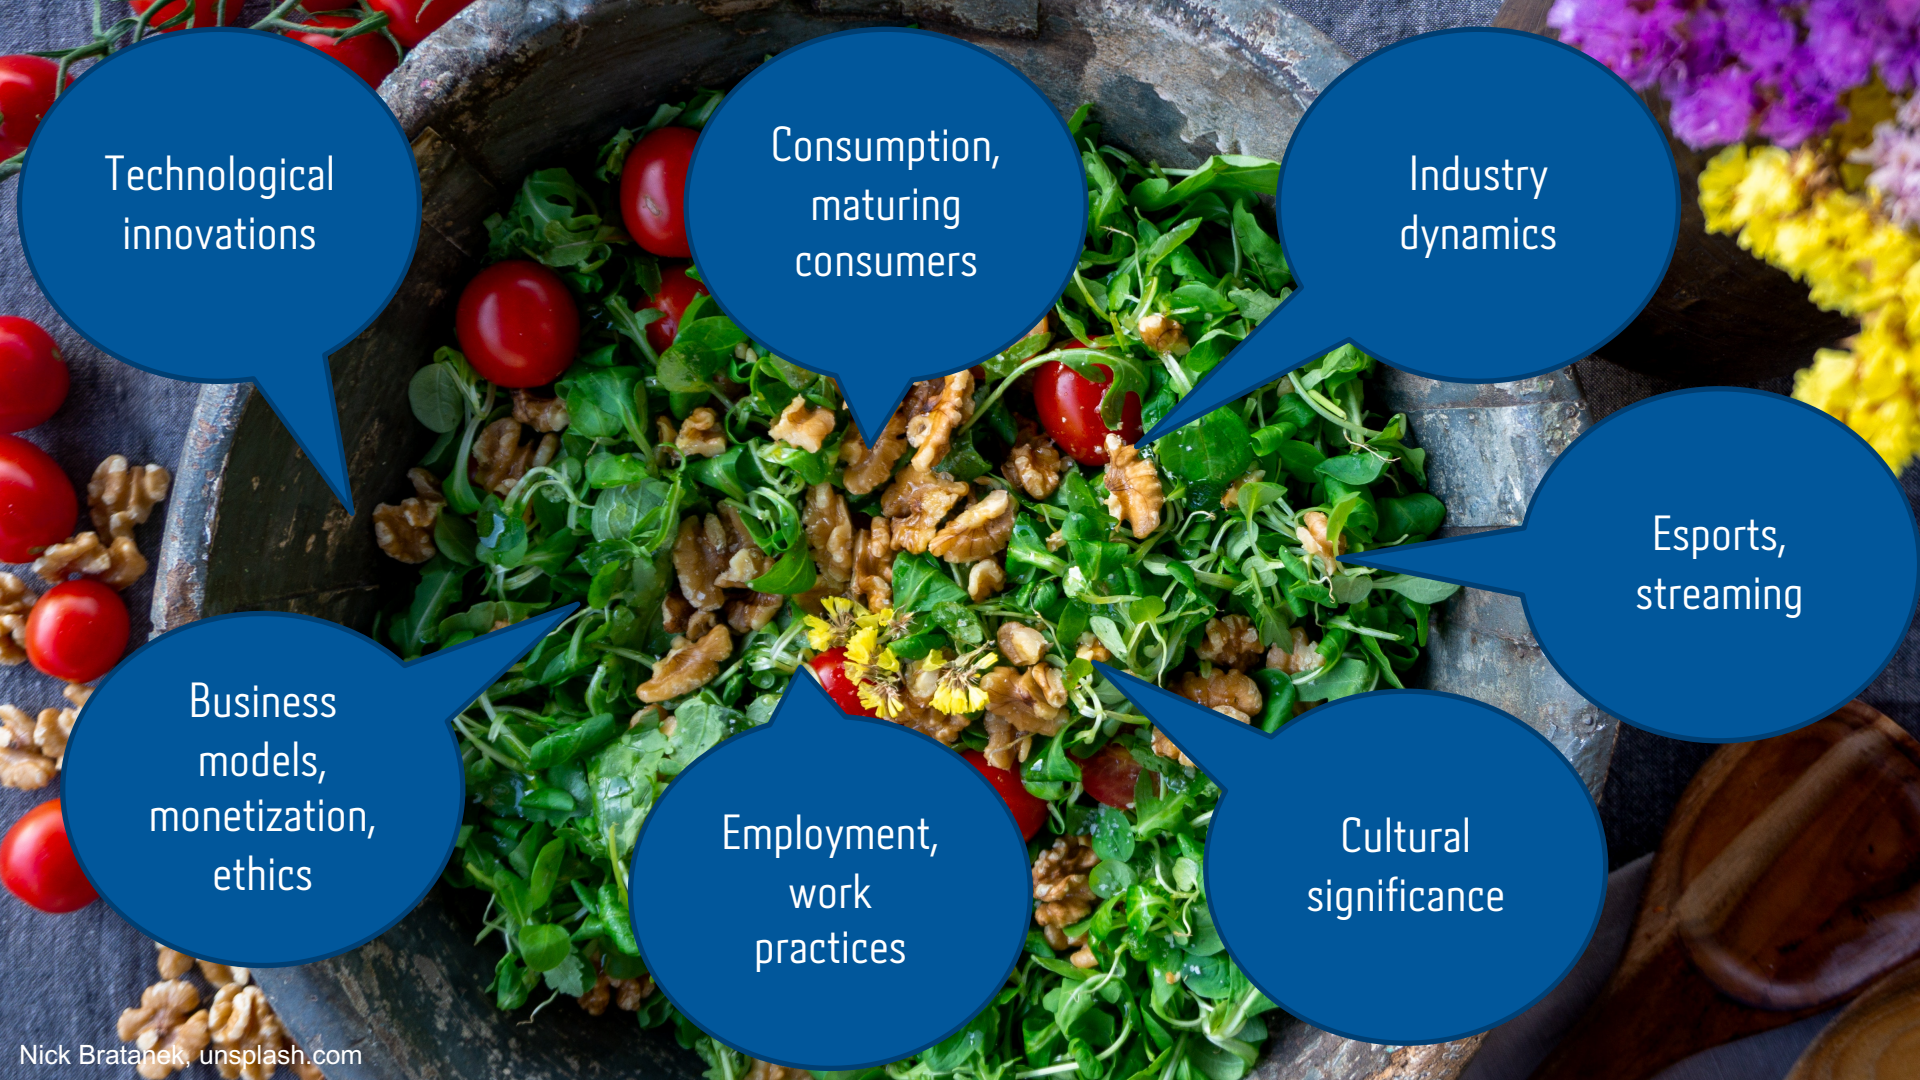 Technological
innovations
Consumption,
maturing
consumers
Industry
dynamics
Esports,
streaming
Business
models,
monetization,
ethics
Employment,
work
practices
Cultural
significance
Nick Bratanek, unsplash.com